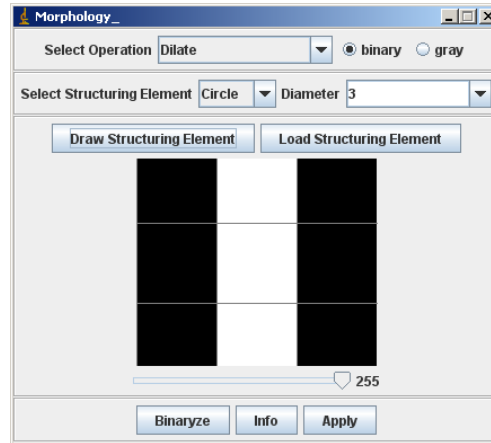 Morphology_
Select Operation Dilate binary gray
Select Structuring Element Circle Diameter 3
Draw Structuring Element Load Structuring Element
255
Binaryze Info Apply